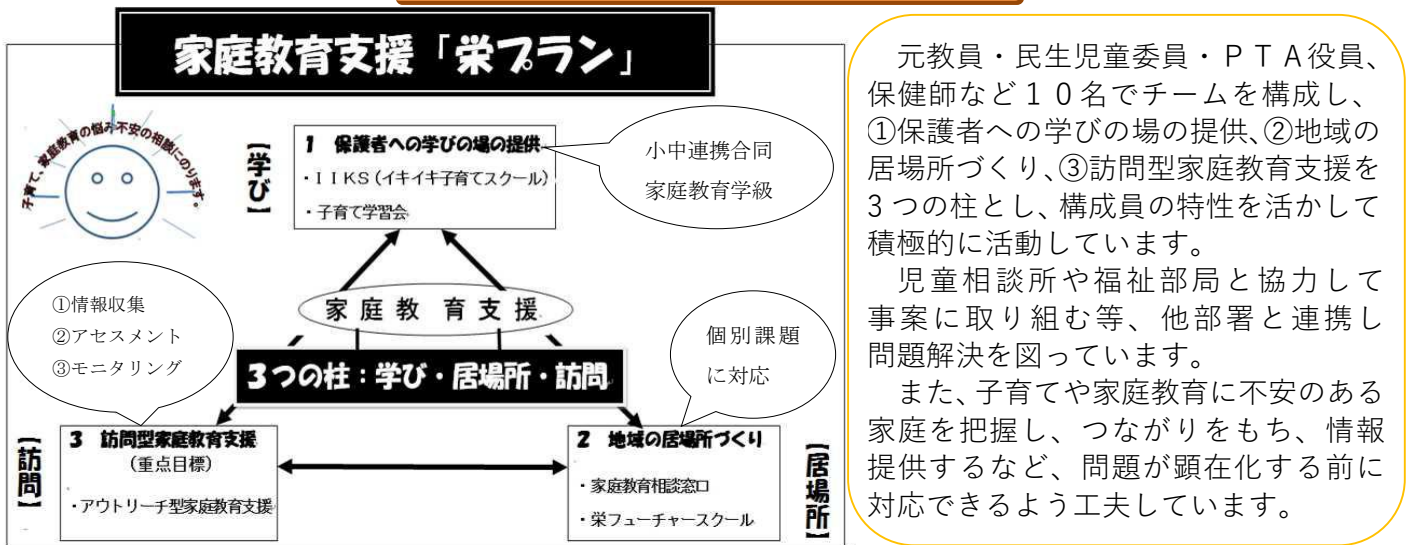 家庭教育支援「栄プラン」
子育て、家庭教育の悩み不安の相談にのります。
【学び】
1 保護者への学びの場の提供
・IIKS(イキイキ子育てスクール)
・子育て学習会
小中連携合同
家庭教育学級
①情報収集
②アセスメント
③モニタリング
家庭教育支援
個別課題
に対応
3つの柱:学び・居場所・訪問
【訪問】
3 訪問型家庭教育支援
(重点目標)
・アウトリーチ型家庭教育支援
2 地域の居場所づくり
・家庭教育相談窓口
・栄フューチャースクール
【居場所】
元教員・民生児童委員・PTA役員、
保健師など10名でチームを構成し、
①保護者への学びの場の提供、②地域の
居場所づくり、③訪問型家庭教育支援を
3つの柱とし、構成員の特性を活かして
積極的に活動しています。
児童相談所や福祉部局と協力して
事案に取り組む等、他部署と連携し
問題解決を図っています。
また、子育てや家庭教育に不安のある
家庭を把握し、つながりをもち、情報
提供するなど、問題が顕在化する前に
対応できるよう工夫しています。